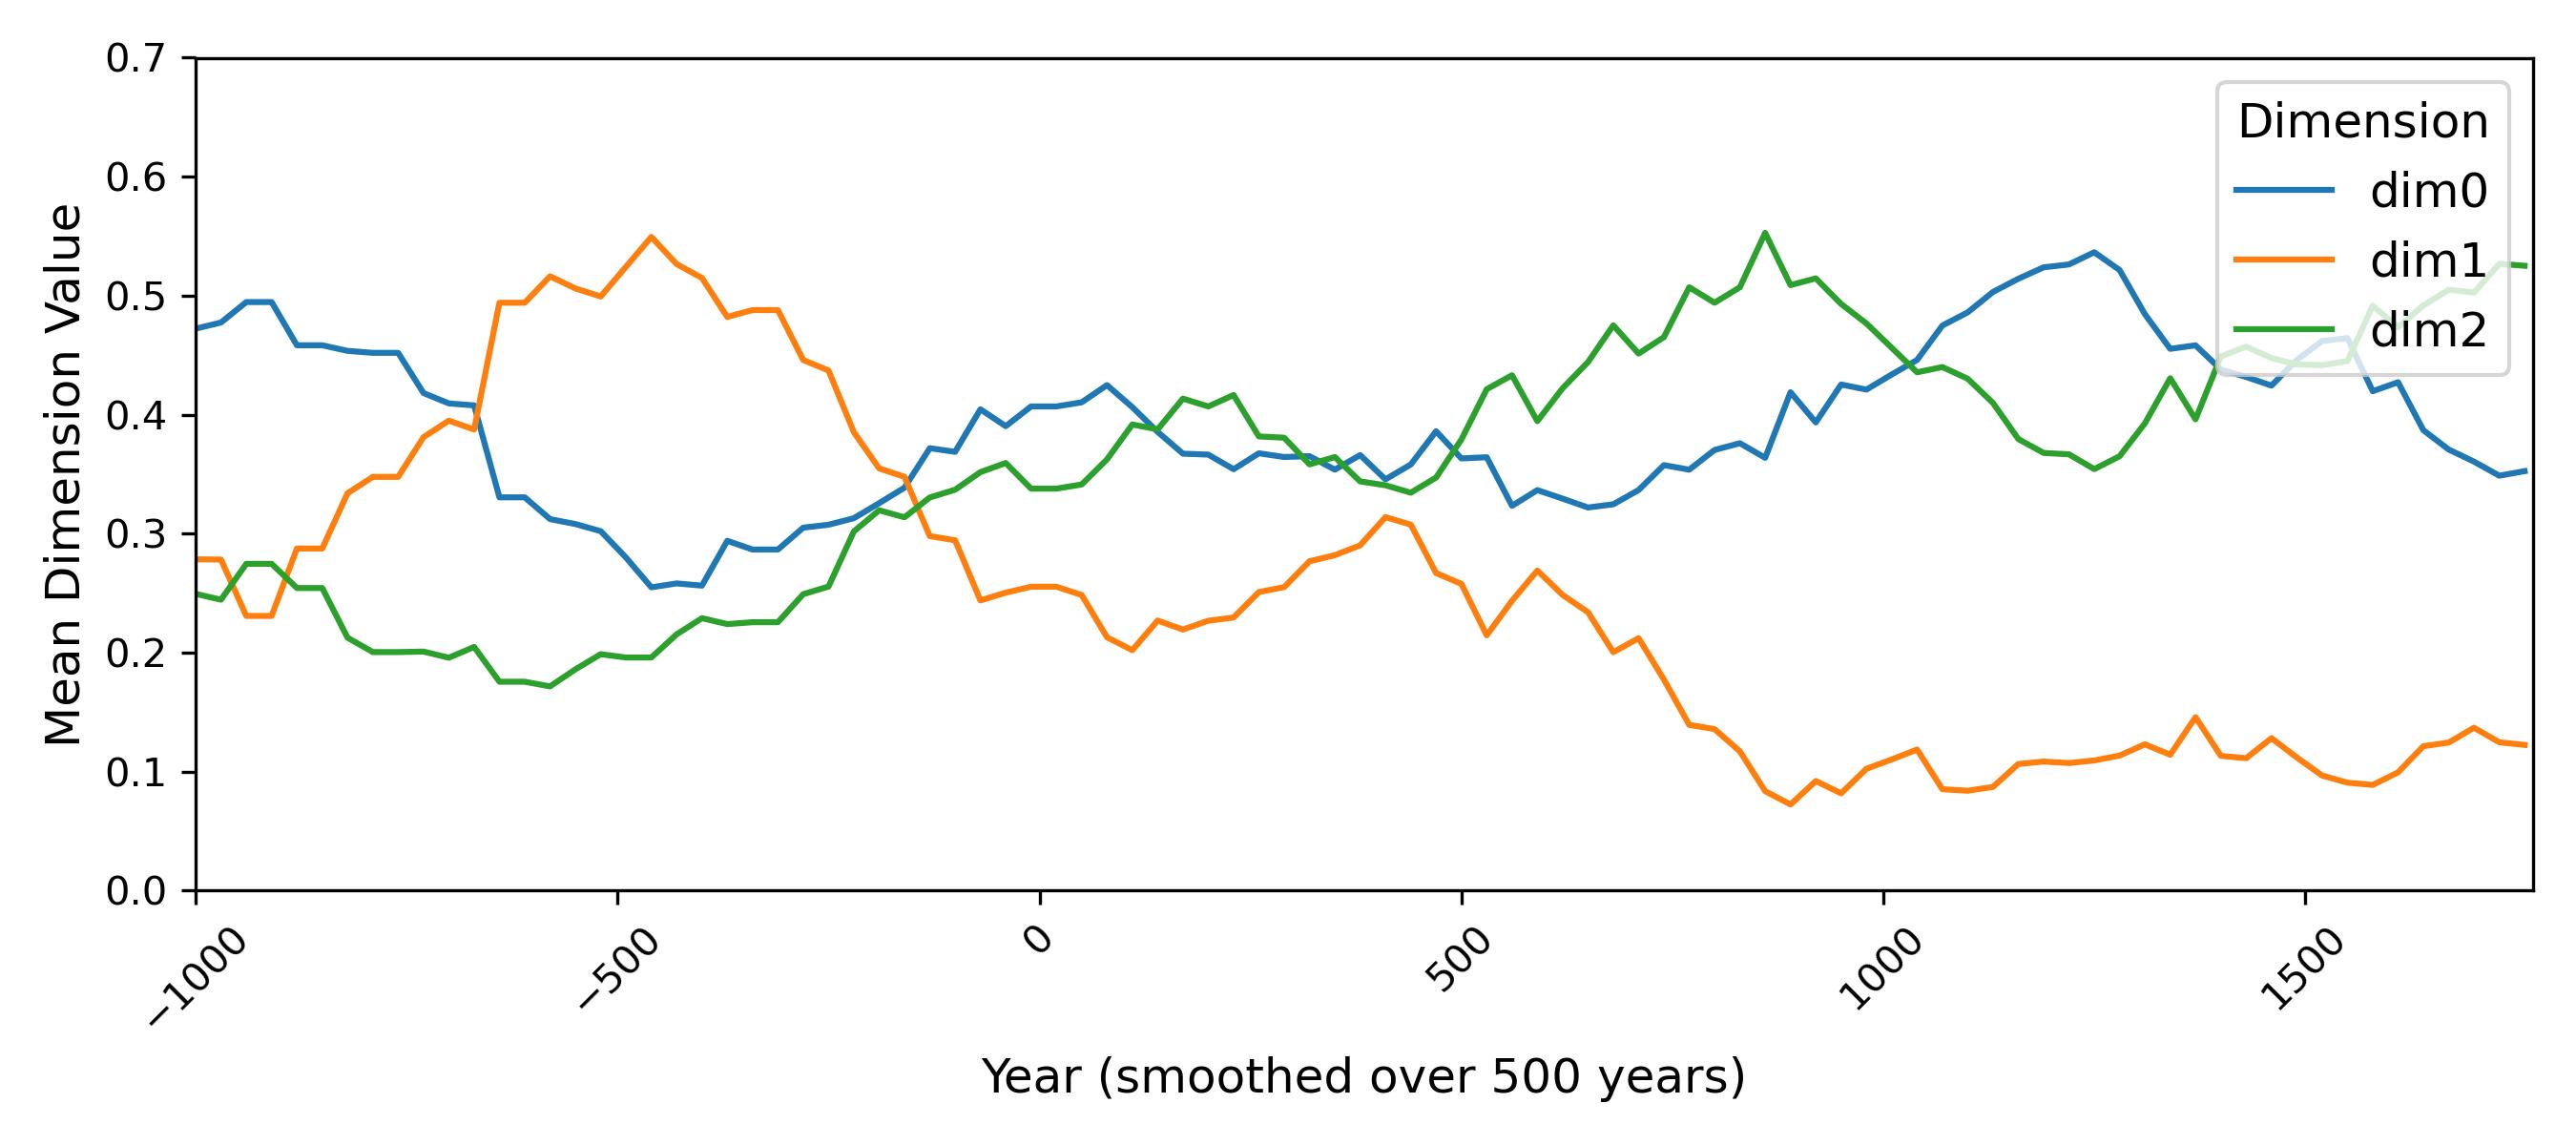 0.7
0.6
0.5
0.4
0.3
0.2
0.1
0.0
Mean Dimension Value
Dimension
dim0
dim1
dim2
−1000
−500
0
500
1000
1500
Year (smoothed over 500 years)